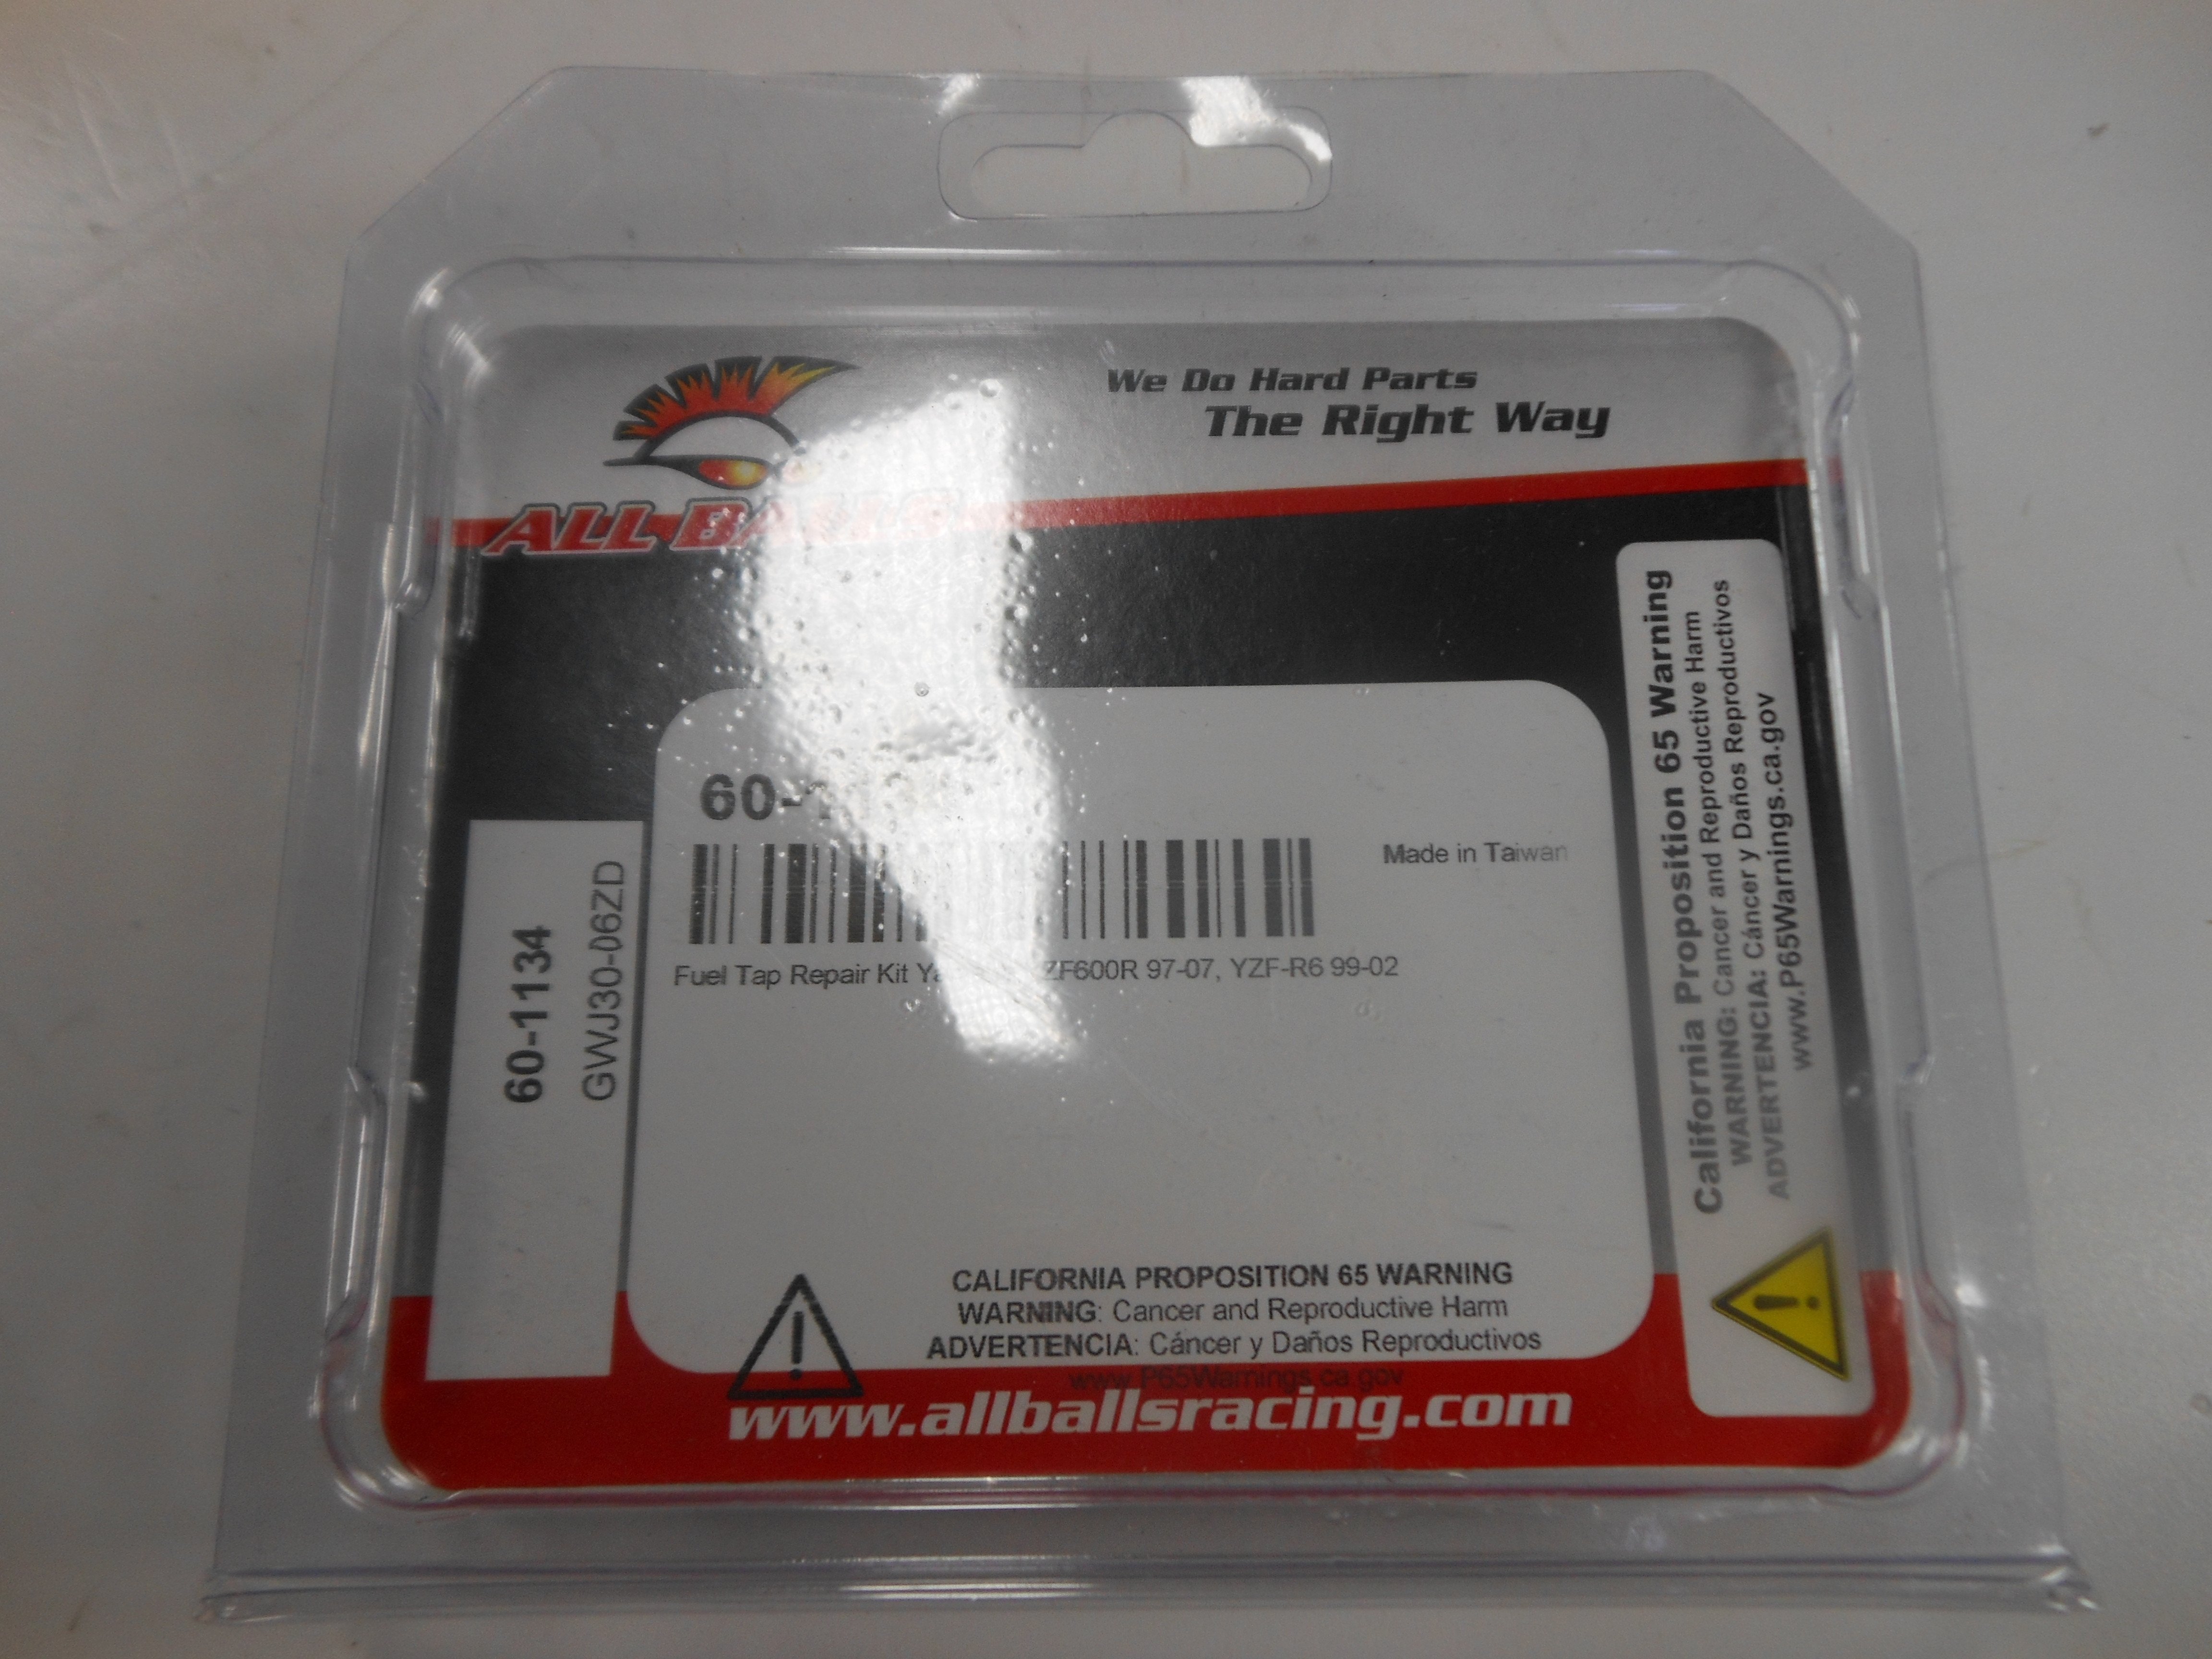 We Do Hard Parts
The Right Way
ALL BALLS
60-1134
GWJ30-06ZD
60-1
Made in Taiwan
Fuel Tap Repair Kit 97-07, YZF-R6 99-02
CALIFORNIA PROPOSITION 65 WARNING
WARNING: Cancer and Reproductive Harm
ADVERTENCIA: Cáncer y Daños Reproductivos
www.P65Warnings.ca.gov
www.allballsracing.com
California Proposition 65 Warning
WARNING: Cancer and Reproductive Harm
ADVERTENCIA: Cáncer y Daños Reproductivos
www.P65Warnings.ca.gov